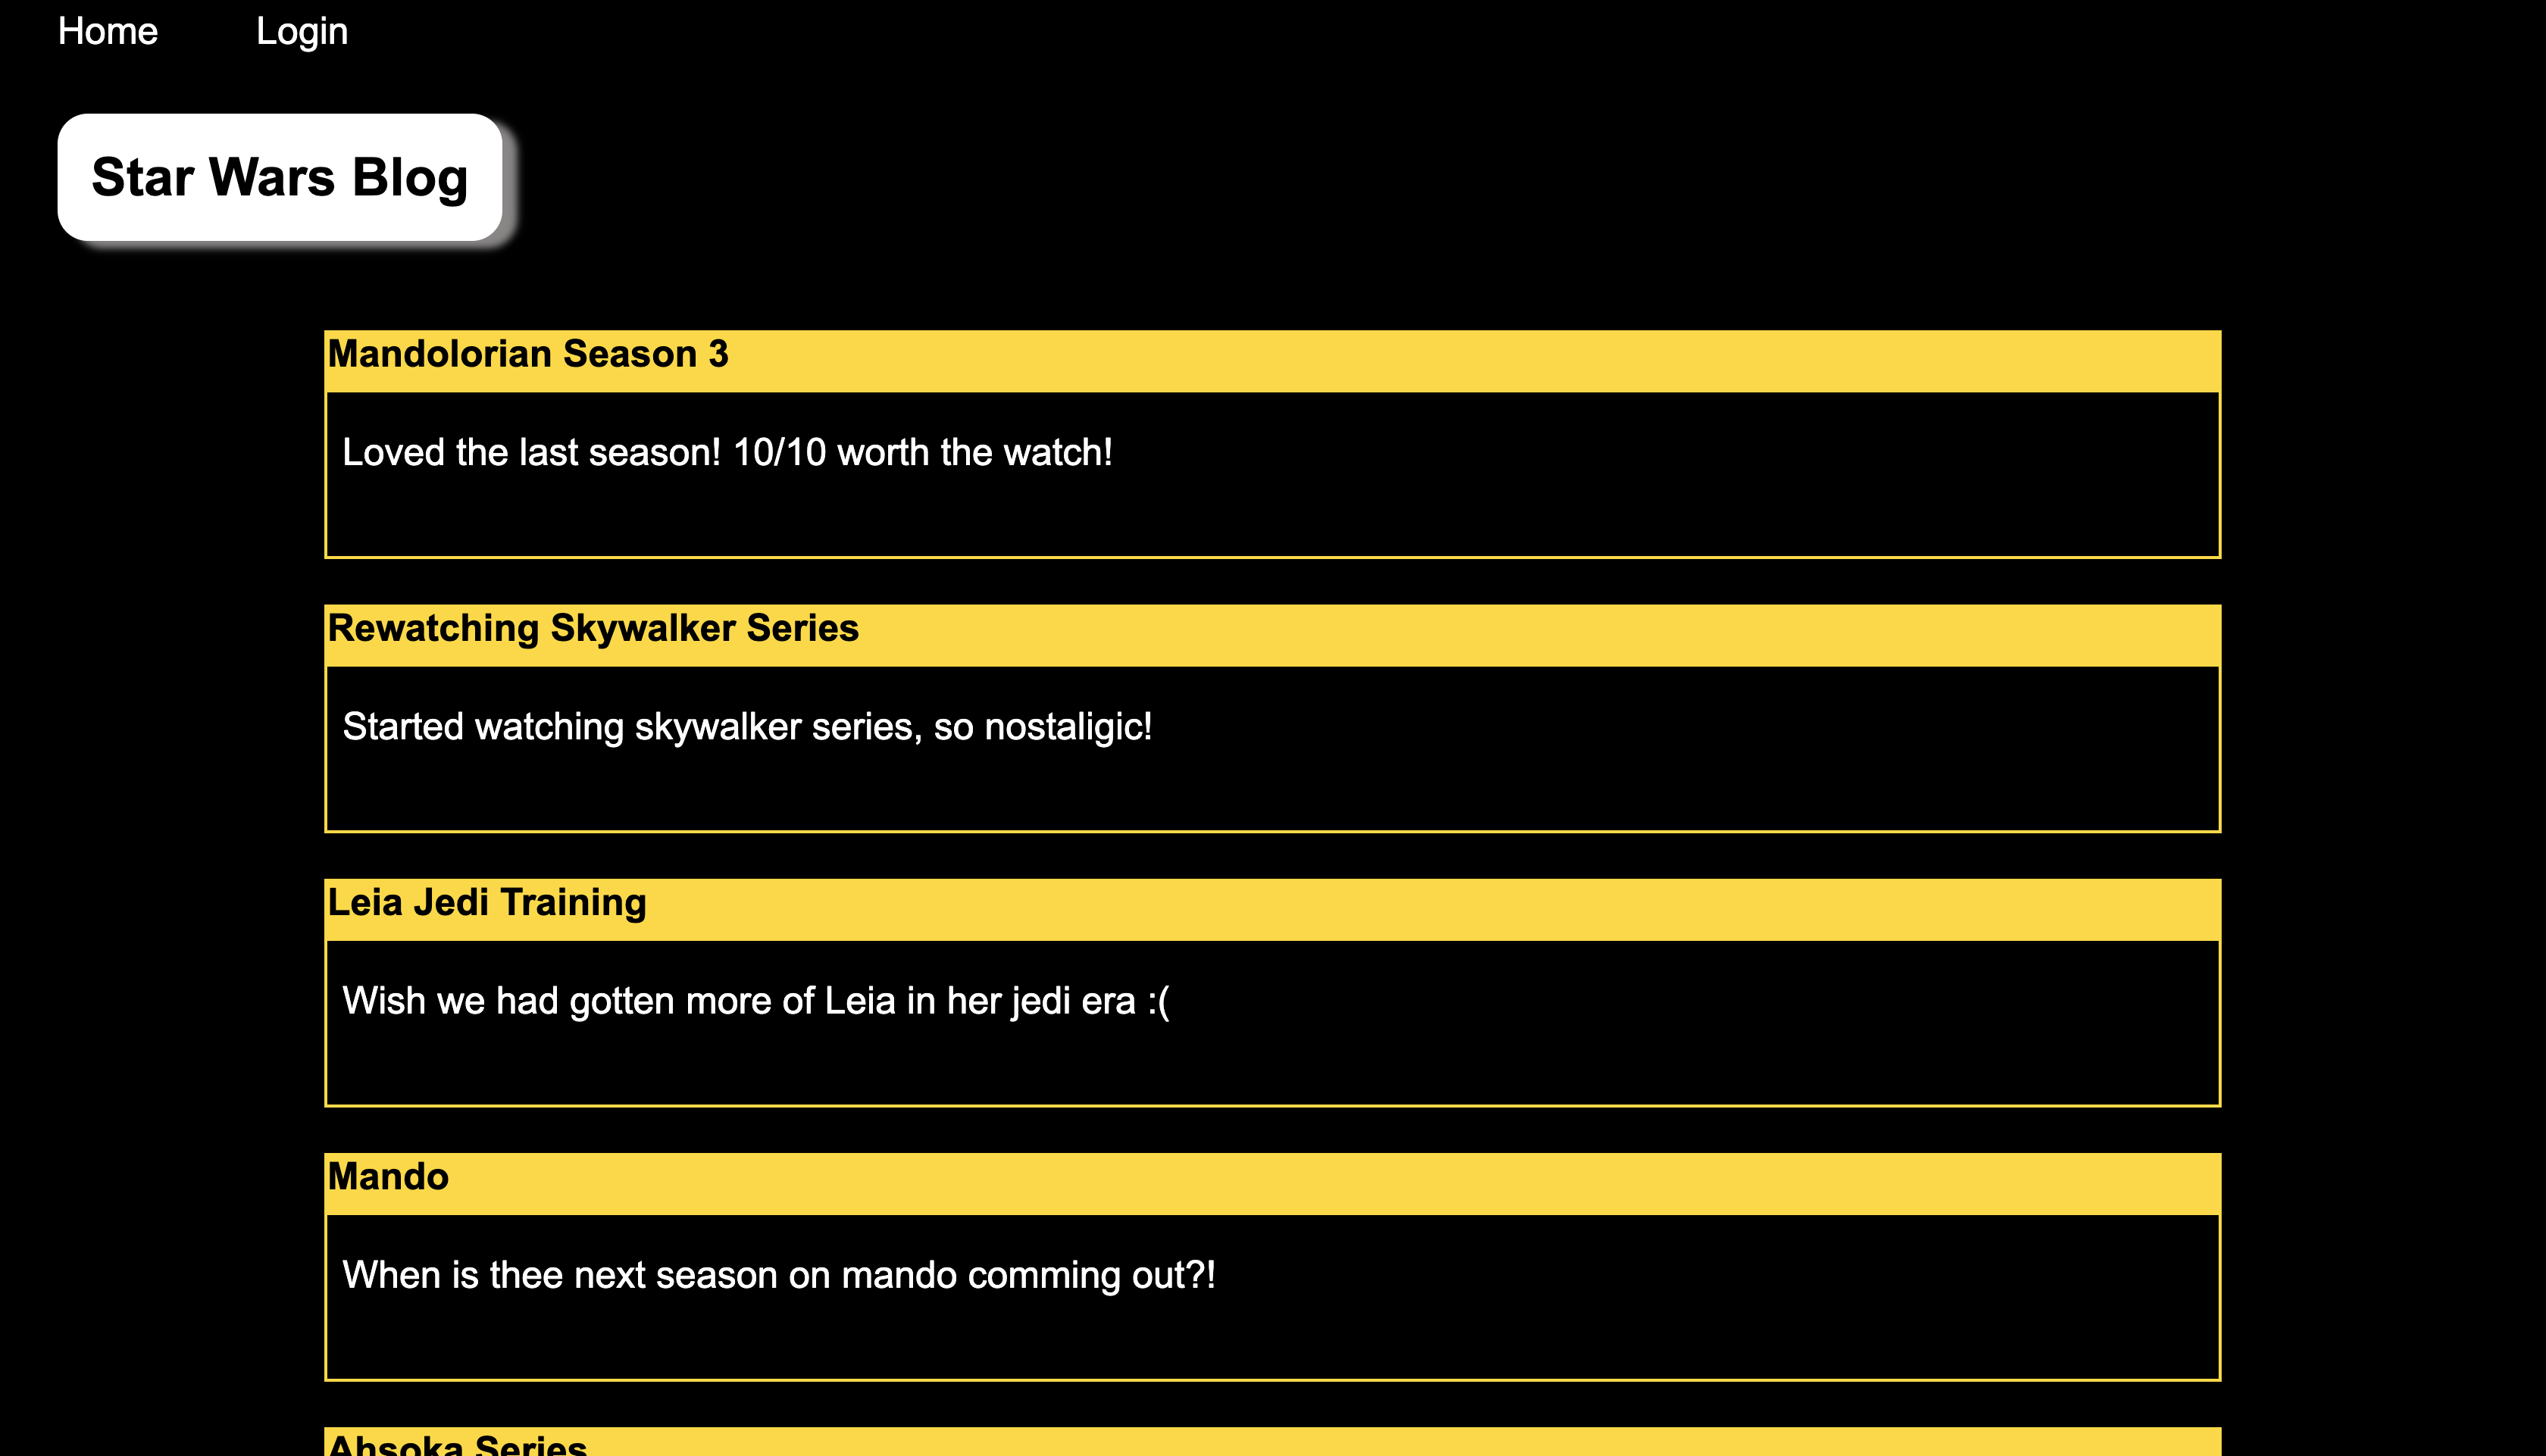 Home Login
Star Wars Blog
Mandolorian Season 3
Loved the last season! 10/10 worth the watch!
Rewatching Skywalker Series
Started watching skywalker series, so nostaligic!
Leia Jedi Training
Wish we had gotten more of Leia in her jedi era :(
Mando
When is thee next season on mando comming out?!
Ahsoka Series